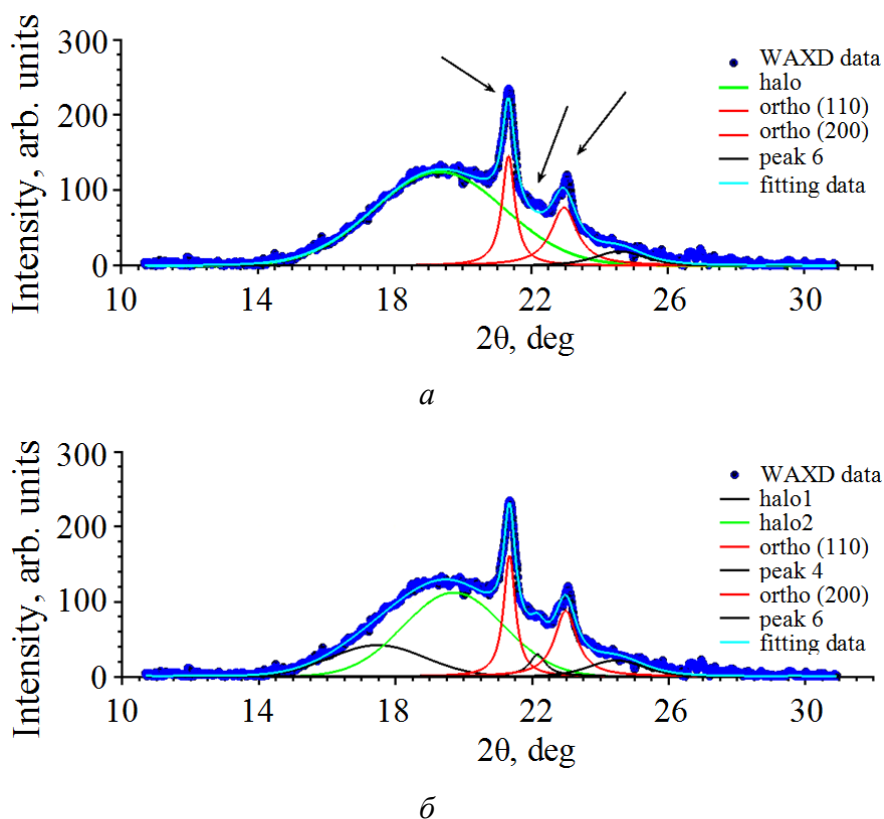 300
200
100
0
Intensity, arb. units
10 14 18 22 26 30
2θ, deg
WAXD data
halo
ortho (110)
ortho (200)
peak 6
fitting data
а
300
200
100
0
Intensity, arb. units
10 14 18 22 26 30
2θ, deg
WAXD data
halo1
halo2
ortho (110)
peak 4
ortho (200)
peak 6
fitting data
б